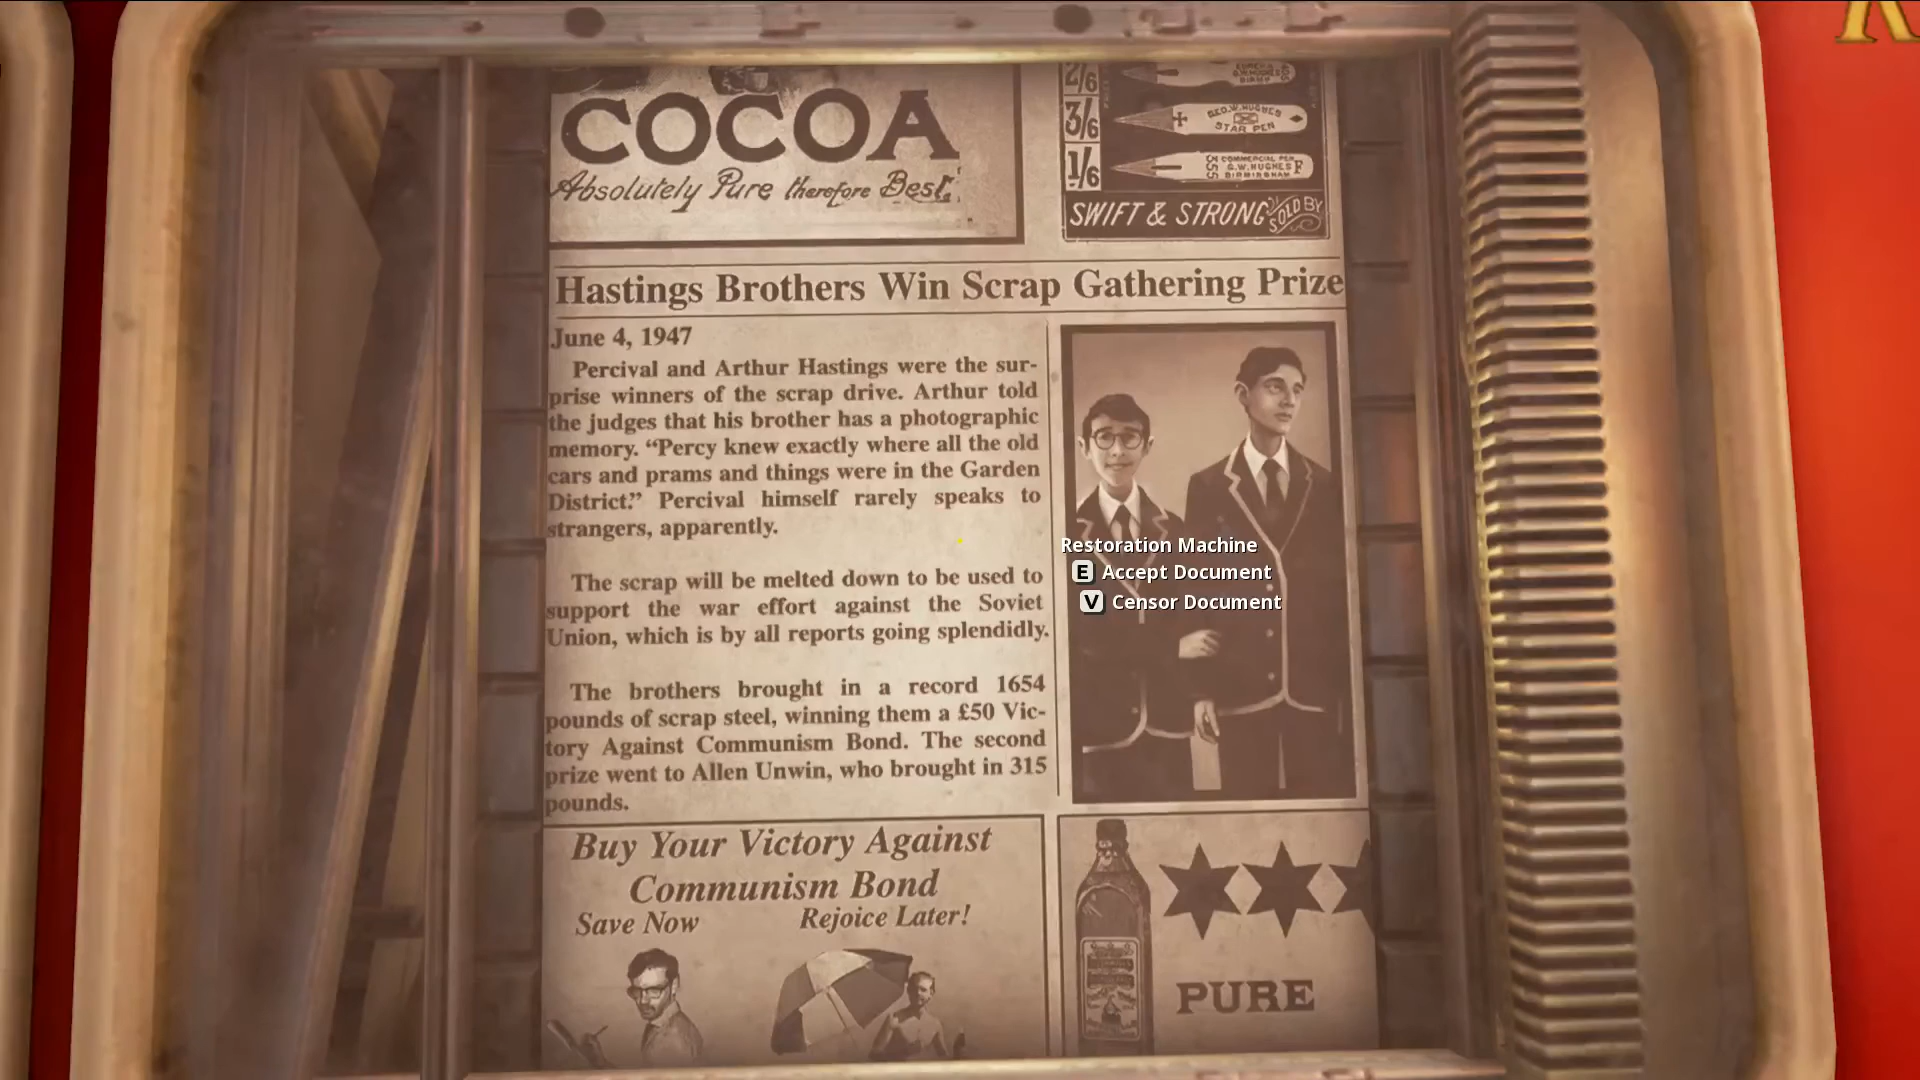 COCOA
Absolutely Pure therefore Best.
2/6
3/6
GEO.W.HUGHES
STAR PEN
1/6
COMMERCIAL PEN
G.W.HUGHES
BIRMINGHAM
SWIFT & STRONG
SOLD BY
Hastings Brothers Win Scrap Gathering Prize
June 4, 1947
Percival and Arthur Hastings were the sur-
prise winners of the scrap drive. Arthur told
the judges that his brother has a photographic
memory. “Percy knew exactly where all the old
cars and prams and things were in the Garden
District.” Percival himself rarely speaks to
strangers, apparently.
The scrap will be melted down to be used to
support the war effort against the Soviet
Union, which is by all reports going splendidly.
The brothers brought in a record 1654
pounds of scrap steel, winning them a £50 Vic-
tory Against Communism Bond. The second
prize went to Allen Unwin, who brought in 315
pounds.
Restoration Machine
E Accept Document
V Censor Document
Buy Your Victory Against
Communism Bond
Save Now
Rejoice Later!
PURE